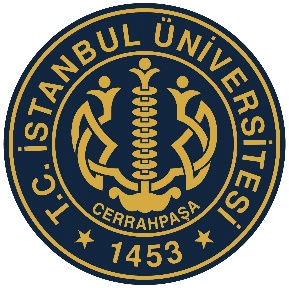 T.C. İSTANBUL ÜNİVERSİTESİ
CERRAHPAŞA
1453